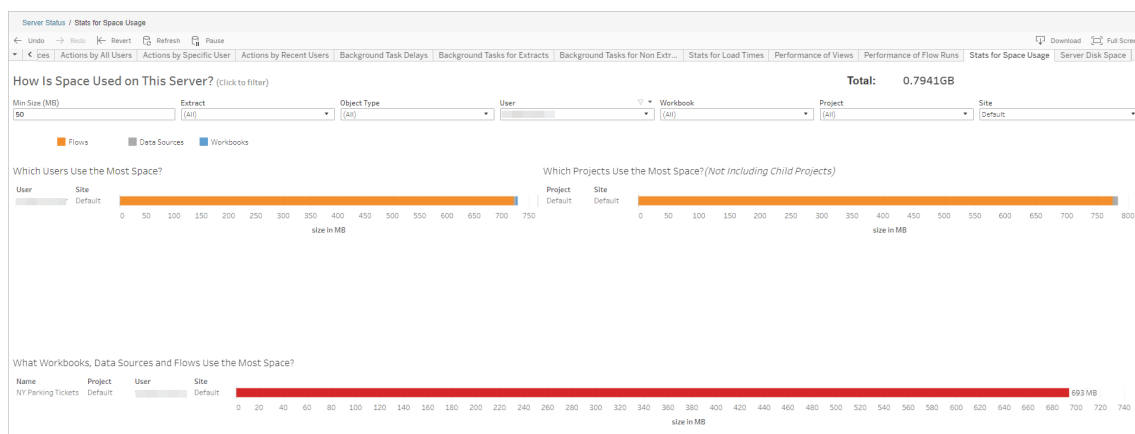 Server Status / Stats for Space Usage
Undo Redo Revert Refresh Pause Download Full Scree
ces Actions by All Users Actions by Specific User Actions by Recent Users Background Task Delays Background Tasks for Extracts Background Tasks for Non Extr... Stats for Load Times Performance of Views Performance of Flow Runs Stats for Space Usage Server Disk Space
How Is Space Used on This Server? (Click to filter) Total: 0.7941GB
Min Size (MB) Extract Object Type User Workbook Project Site
50 (All) (All) (All) (All) Default
Flows Data Sources Workbooks
Which Users Use the Most Space? Which Projects Use the Most Space? (Not Including Child Projects)
User Site Project Site
Default Default Default
0 50 100 150 200 250 300 350 400 450 500 550 600 650 700 750 0 50 100 150 200 250 300 350 400 450 500 550 600 650 700 750 800
size in MB size in MB
What Workbooks, Data Sources and Flows Use the Most Space?
Name Project User Site
NY Parking Tickets Default Default 693 MB
0 20 40 60 80 100 120 140 160 180 200 220 240 260 280 300 320 340 360 380 400 420 440 460 480 500 520 540 560 580 600 620 640 660 680 700 720 740
size in MB